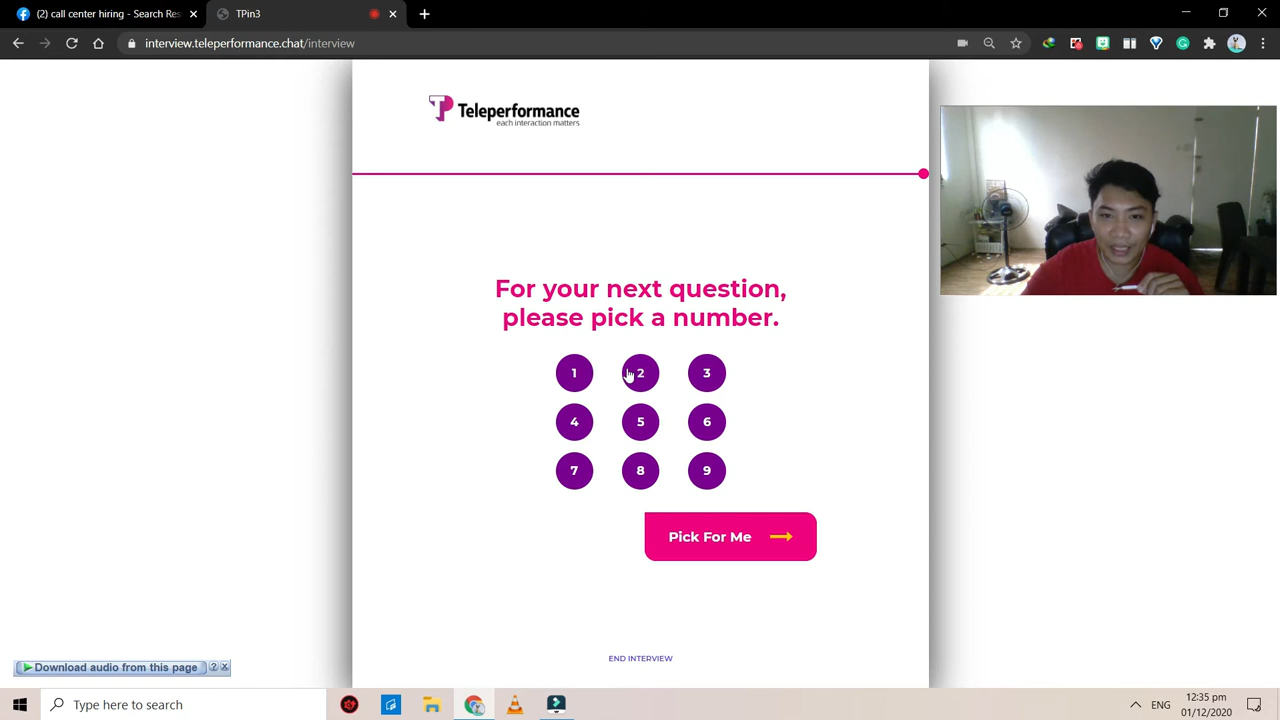 (2) call center hiring - Search Res
TPin3
interview.teleperformance.chat/interview
Teleperformance
each interaction matters
For your next question,
please pick a number.
1 2 3
4 5 6
7 8 9
Pick For Me
END INTERVIEW
Download audio from this page ? x
Type here to search
ENG
12:35 pm
01/12/2020